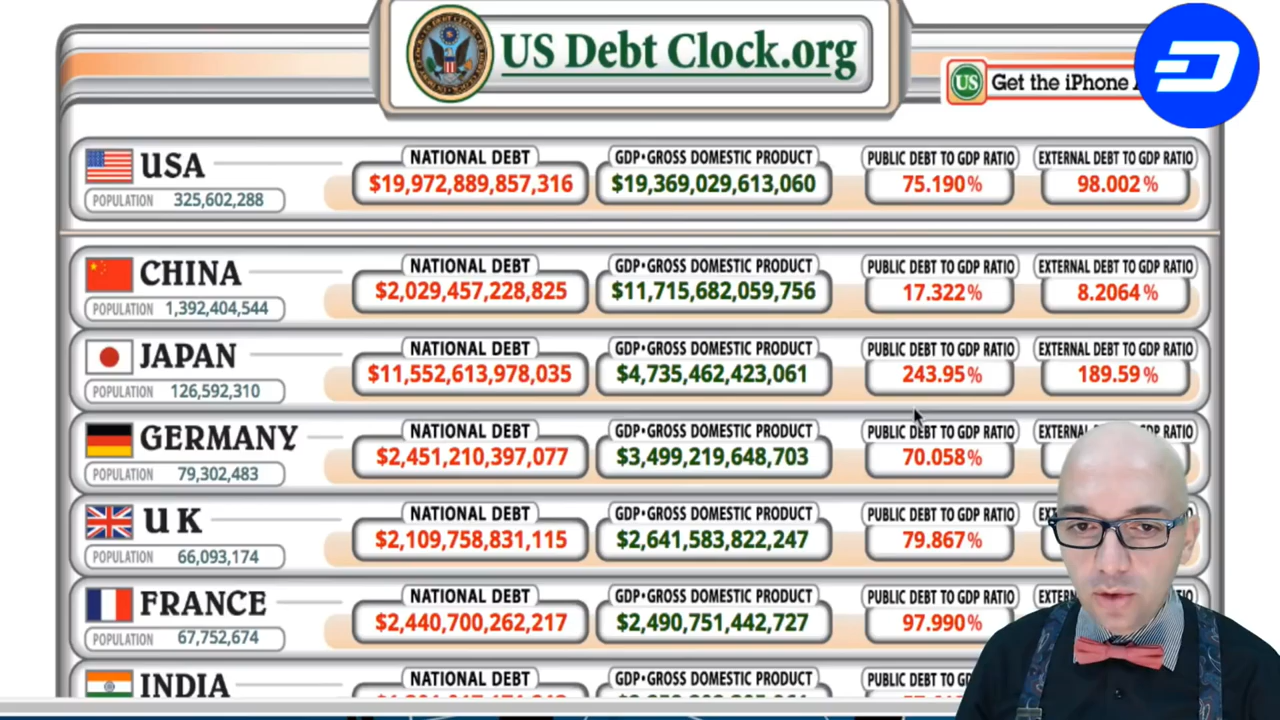 US Debt Clock.org
US Get the iPhone
USA
POPULATION 325,602,288
NATIONAL DEBT
$19,972,889,857,316
GDP•GROSS DOMESTIC PRODUCT
$19,369,029,613,060
PUBLIC DEBT TO GDP RATIO
75.190%
EXTERNAL DEBT TO GDP RATIO
98.002%
CHINA
POPULATION 1,392,404,544
NATIONAL DEBT
$2,029,457,228,825
GDP•GROSS DOMESTIC PRODUCT
$11,715,682,059,756
PUBLIC DEBT TO GDP RATIO
17.322%
EXTERNAL DEBT TO GDP RATIO
8.2064%
JAPAN
POPULATION 126,592,310
NATIONAL DEBT
$11,552,613,978,035
GDP•GROSS DOMESTIC PRODUCT
$4,735,462,423,061
PUBLIC DEBT TO GDP RATIO
243.95%
EXTERNAL DEBT TO GDP RATIO
189.59%
GERMANY
POPULATION 79,302,483
NATIONAL DEBT
$2,451,210,397,077
GDP•GROSS DOMESTIC PRODUCT
$3,499,219,648,703
PUBLIC DEBT TO GDP RATIO
70.058%
UK
POPULATION 66,093,174
NATIONAL DEBT
$2,109,758,831,115
GDP•GROSS DOMESTIC PRODUCT
$2,641,583,822,247
PUBLIC DEBT TO GDP RATIO
79.867%
FRANCE
POPULATION 67,752,674
NATIONAL DEBT
$2,440,700,262,217
GDP•GROSS DOMESTIC PRODUCT
$2,490,751,442,727
PUBLIC DEBT TO GDP RATIO
97.990%
INDIA
NATIONAL DEBT
GDP•GROSS DOMESTIC PRODUCT
PUBLIC DEBT TO GD